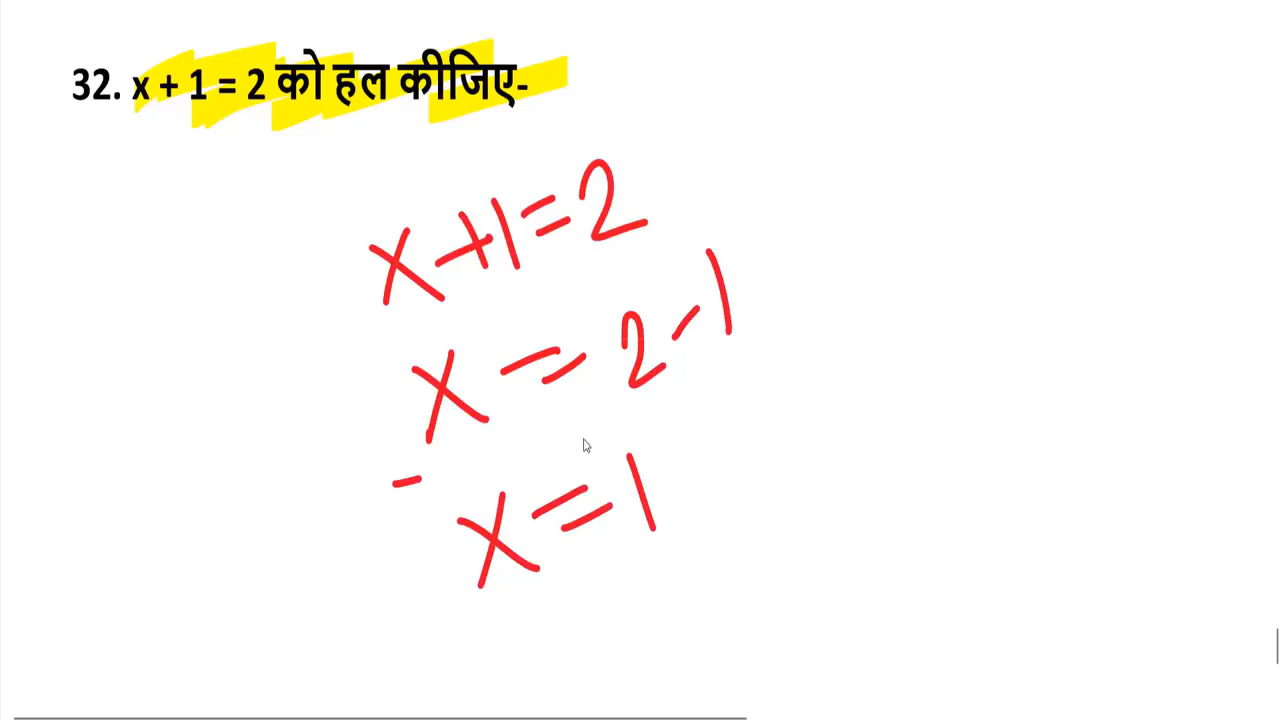 32. x + 1 = 2 को हल कीजिए-
x+1=2
x = 2-1
- x=1